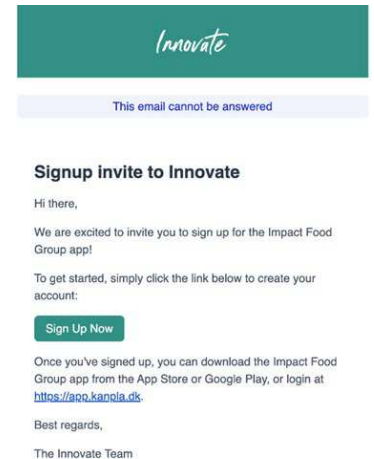 Innovate
This email cannot be answered
Signup invite to Innovate
Hi there,
We are excited to invite you to sign up for the Impact Food
Group app!
To get started, simply click the link below to create your
account:
Sign Up Now
Once you've signed up, you can download the Impact Food
Group app from the App Store or Google Play, or login at
https://app.kanpla.dk.
Best regards,
The Innovate Team